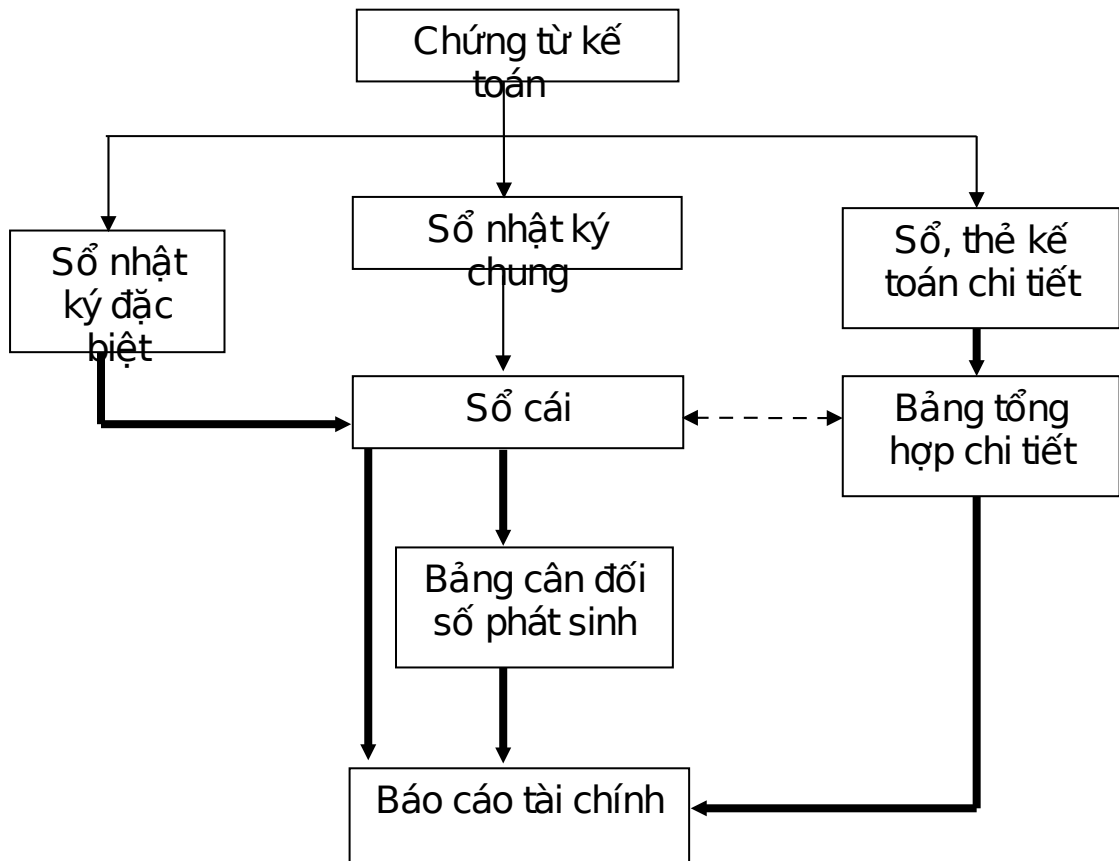 Chứng từ kế
toán
Sổ nhật
ký đặc
biệt
Sổ nhật ký
chung
Sổ, thẻ kế
toán chi tiết
Sổ cái
Bảng tổng
hợp chi tiết
Bảng cân đối
số phát sinh
Báo cáo tài chính